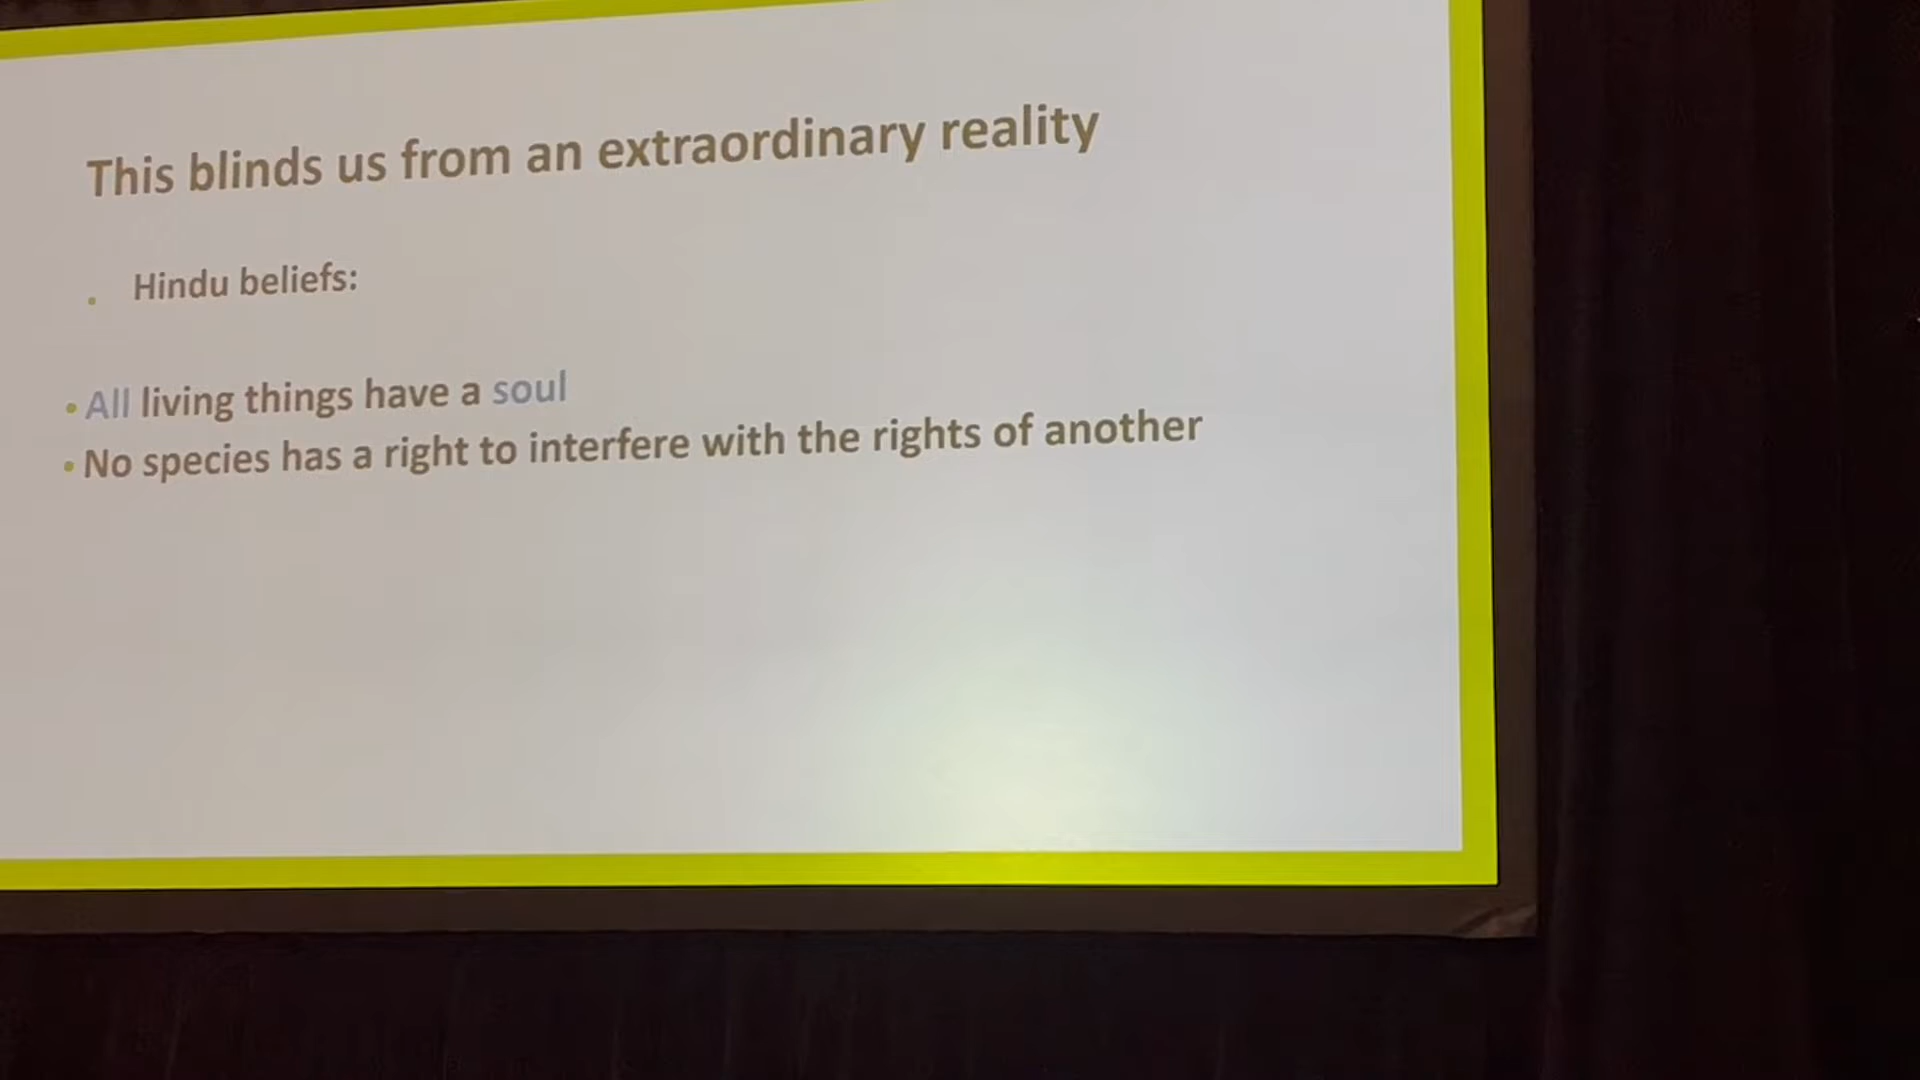 This blinds us from an extraordinary reality
Hindu beliefs:
All living things have a soul
No species has a right to interfere with the rights of another